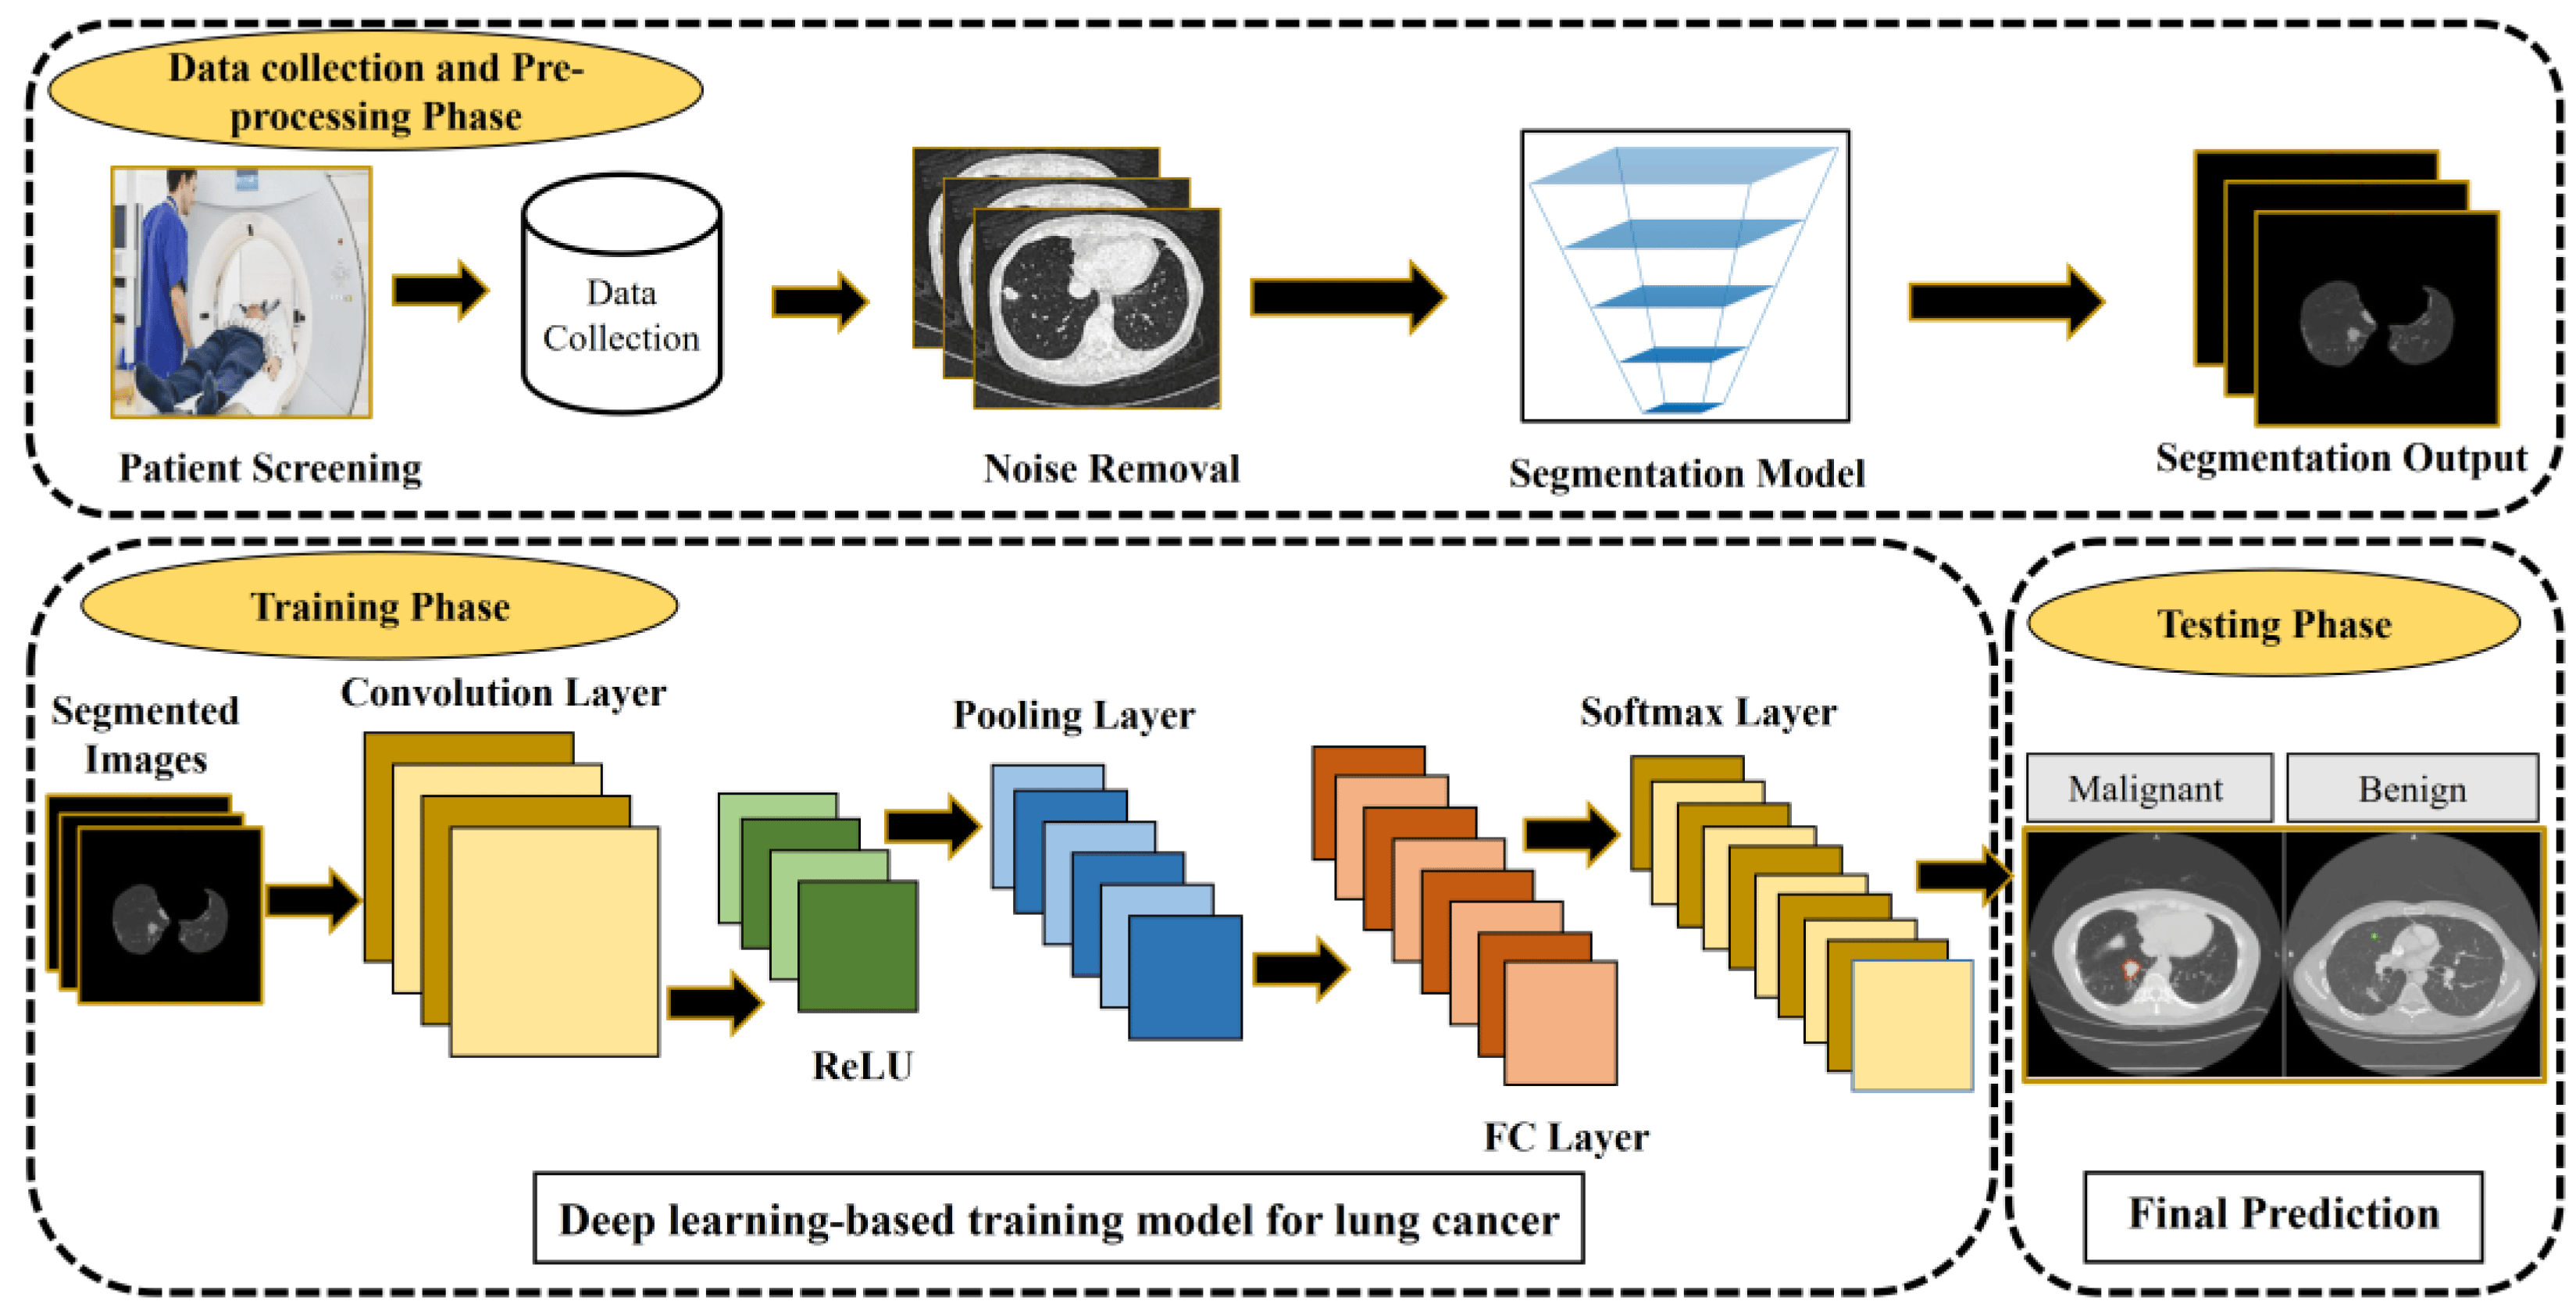 Data collection and Pre-
processing Phase
Data
Collection
Patient Screening
Noise Removal
Segmentation Model
Segmentation Output
Training Phase
Testing Phase
Segmented
Images
Convolution Layer
Pooling Layer
Softmax Layer
Malignant
Benign
ReLU
FC Layer
Deep learning-based training model for lung cancer
Final Prediction